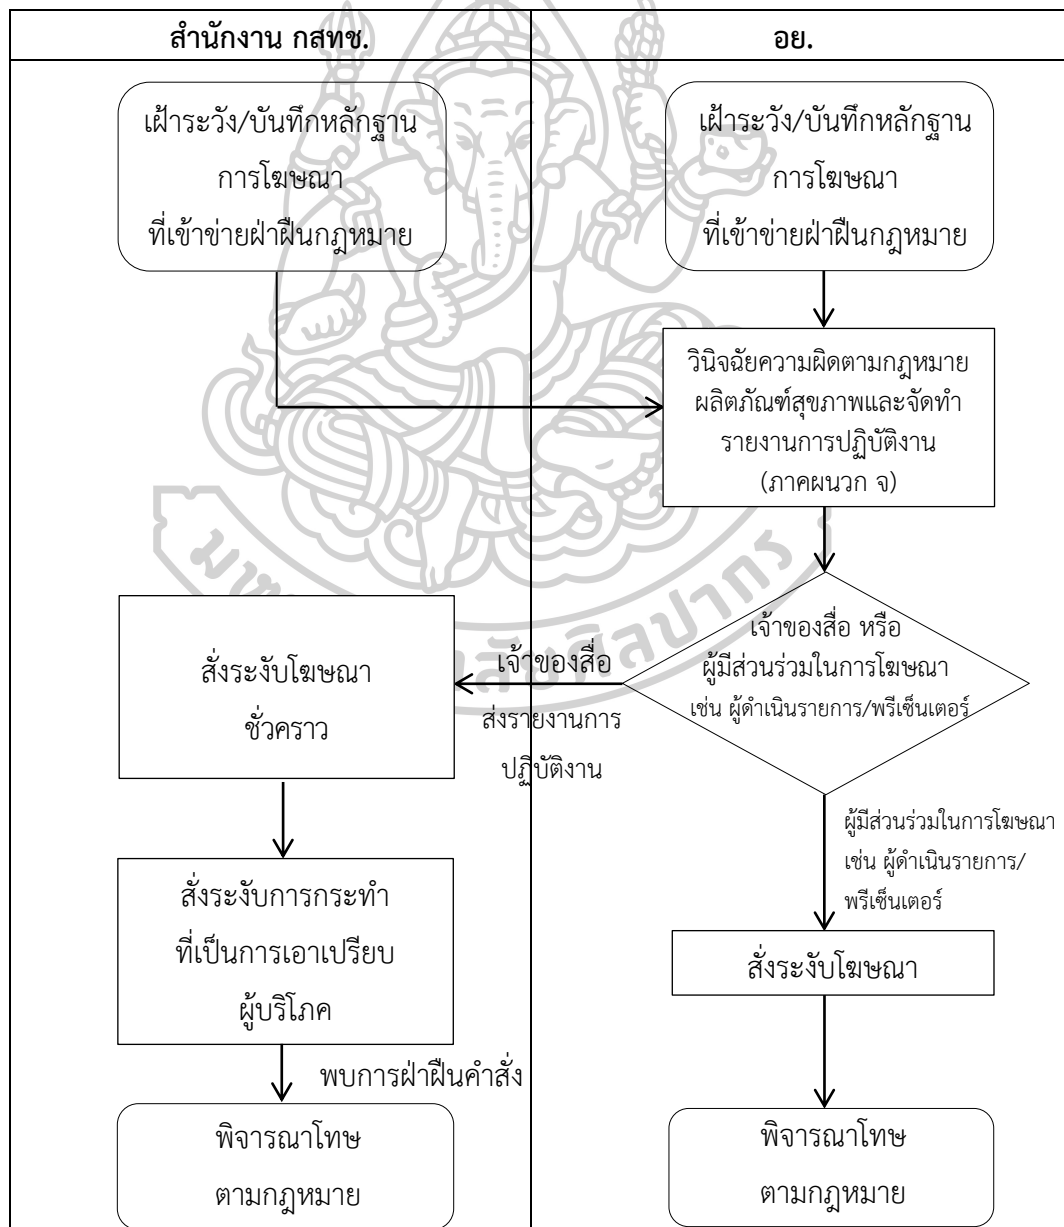 สำนักงาน กสทช.
อย.
เฝ้าระวัง/บันทึกหลักฐาน
การโฆษณา
ที่เข้าข่ายฝ่าฝืนกฎหมาย
เฝ้าระวัง/บันทึกหลักฐาน
การโฆษณา
ที่เข้าข่ายฝ่าฝืนกฎหมาย
วินิจฉัยความผิดตามกฎหมาย
ผลิตภัณฑ์สุขภาพและจัดทำ
รายงานการปฏิบัติงาน
(ภาคผนวก จ)
เจ้าของสื่อ หรือ
ผู้มีส่วนร่วมในการโฆษณา
เช่น ผู้ดำเนินรายการ/พรีเซ็นเตอร์
เจ้าของสื่อ
ส่งรายงานการ
ปฏิบัติงาน
สั่งระงับโฆษณา
ชั่วคราว
สั่งระงับการกระทำ
ที่เป็นการเอาเปรียบ
ผู้บริโภค
พบการฝ่าฝืนคำสั่ง
พิจารณาโทษ
ตามกฎหมาย
ผู้มีส่วนร่วมในการโฆษณา
เช่น ผู้ดำเนินรายการ/
พรีเซ็นเตอร์
สั่งระงับโฆษณา
พิจารณาโทษ
ตามกฎหมาย